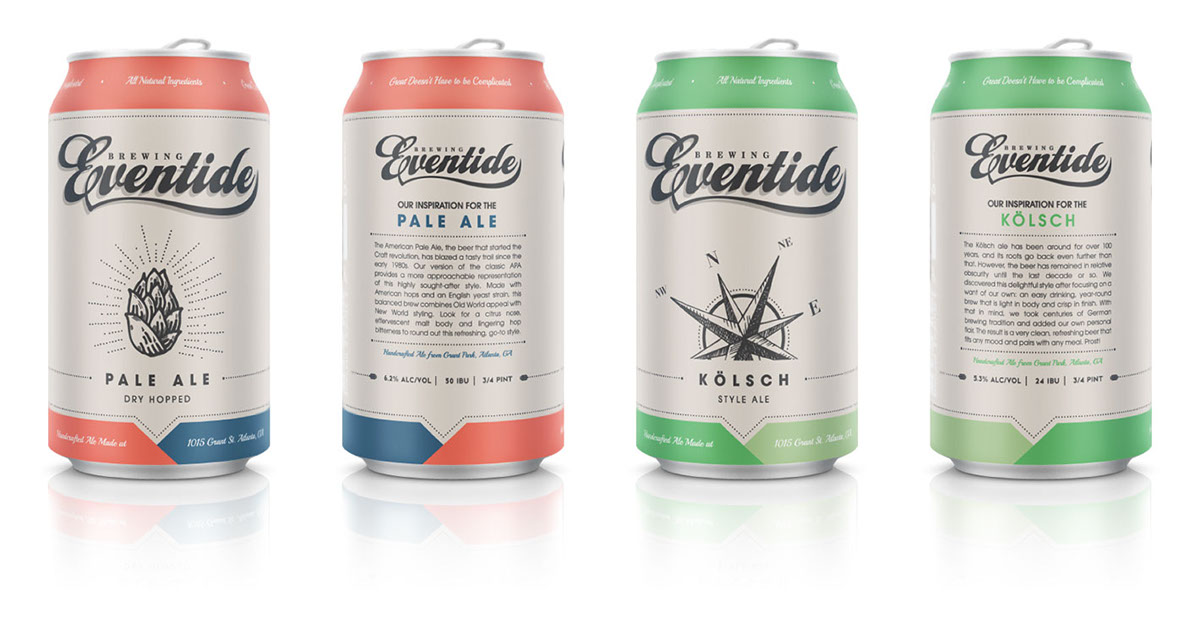 All Natural Ingredients
BREWING
Eventide
PALE ALE
DRY HOPPED
Handcrafted Ale Made at
1015 Grant St. Atlanta, GA
Great Doesn't Have to be Complicated.
BREWING
Eventide
OUR INSPIRATION FOR THE
PALE ALE
The American Pale Ale, the beer that started the
Craft revolution, has blazed a tasty trail since the
early 1980s. Our version of the classic APA
provides a more approachable representation
of this highly sought-after style. Made with
American hops and an English yeast strain, this
balanced brew combines Old World appeal with
New World styling. Look for a citrus nose,
effervescent malt body and lingering hop
bitterness to round out this refreshing, go-to style.
Handcrafted Ale from Grant Park, Atlanta, GA
6.2% ALC/VOL | 50 IBU | 3/4 PINT
All Natural Ingredients
BREWING
Eventide
N
NE
NW
E
KÖLSCH
STYLE ALE
Handcrafted Ale Made at
1015 Grant St. Atlanta, GA
Great Doesn't Have to be Complicated.
BREWING
Eventide
OUR INSPIRATION FOR THE
KÖLSCH
The Kölsch ale has been around for over 100
years, and its roots go back even further than
that. However, the beer has remained in relative
obscurity until the last decade or so. We
discovered this delightful style after focusing on a
want of our own: an easy drinking, year-round
brew that is light in body and crisp in finish. With
that in mind, we took centuries of German
brewing tradition and added our own personal
flair. The result is a very clean, refreshing beer that
fits any mood and pairs with any meal. Prost!
Handcrafted Ale from Grant Park, Atlanta, GA
5.3% ALC/VOL | 24 IBU | 3/4 PINT